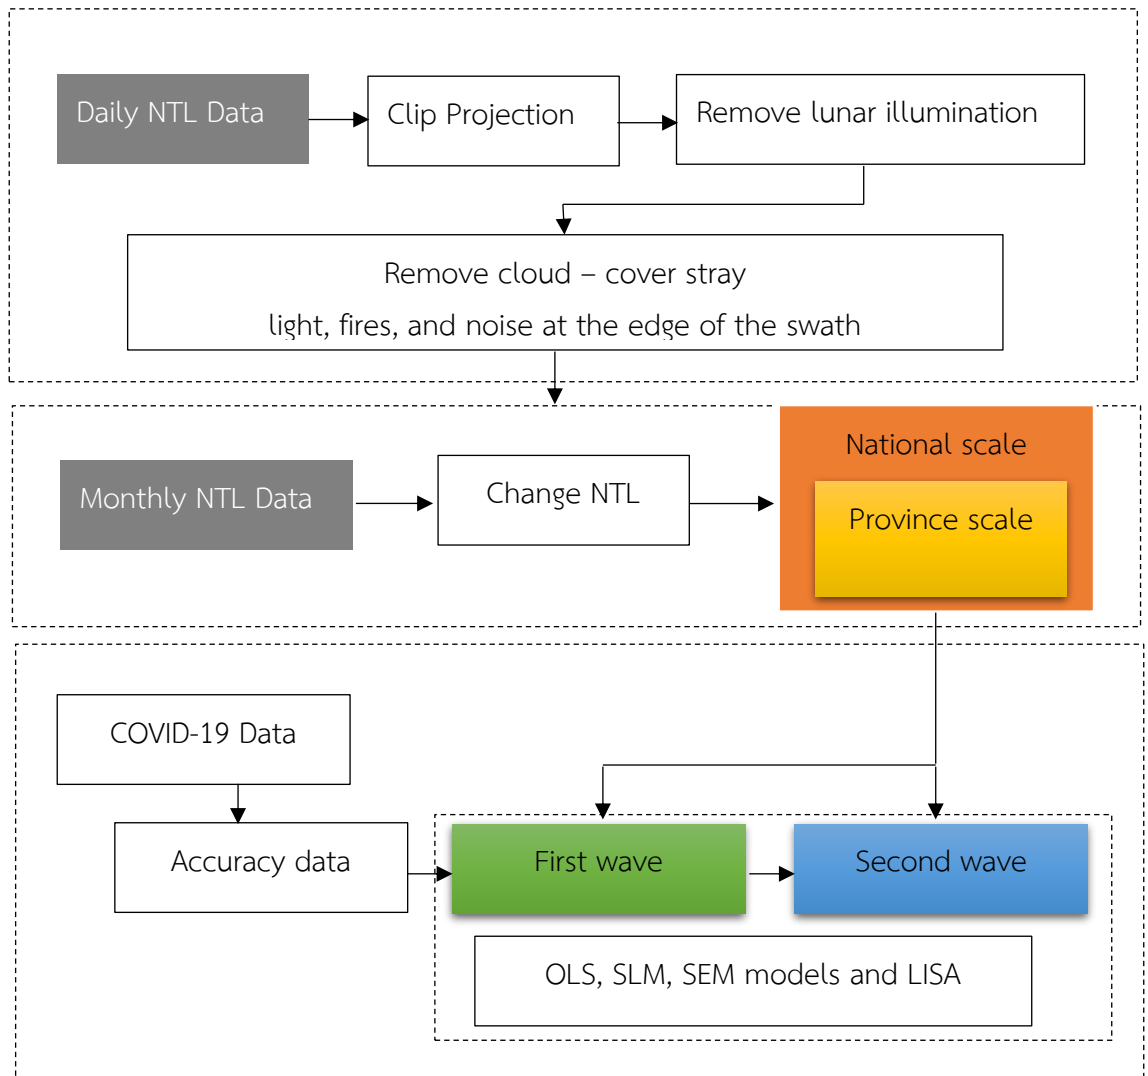 Daily NTL Data
Clip Projection
Remove lunar illumination
Remove cloud – cover stray
light, fires, and noise at the edge of the swath
Monthly NTL Data
Change NTL
National scale
Province scale
COVID-19 Data
Accuracy data
First wave
Second wave
OLS, SLM, SEM models and LISA